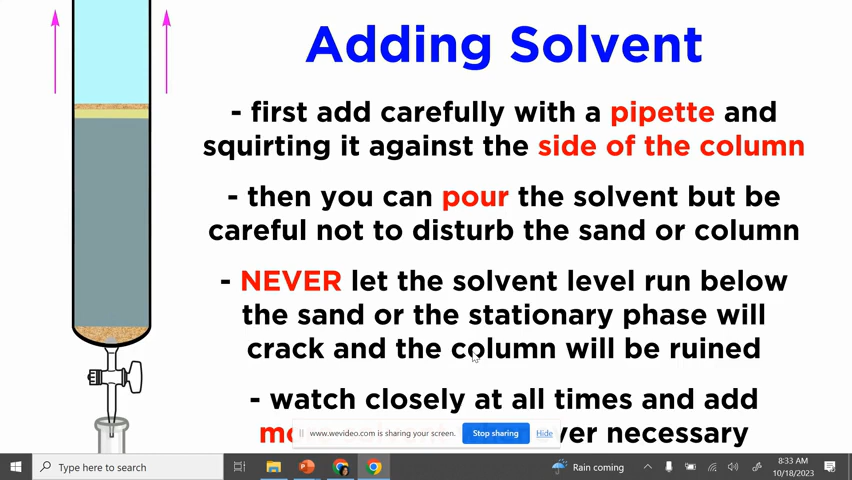 Adding Solvent
- first add carefully with a pipette and
squirting it against the side of the column
- then you can pour the solvent but be
careful not to disturb the sand or column
- NEVER let the solvent level run below
the sand or the stationary phase will
crack and the column will be ruined
- watch closely at all times and add
necessary
www.wevideo.com is sharing your screen.
Stop sharing
Hide
Type here to search
Rain coming
8:33 AM
10/18/2023